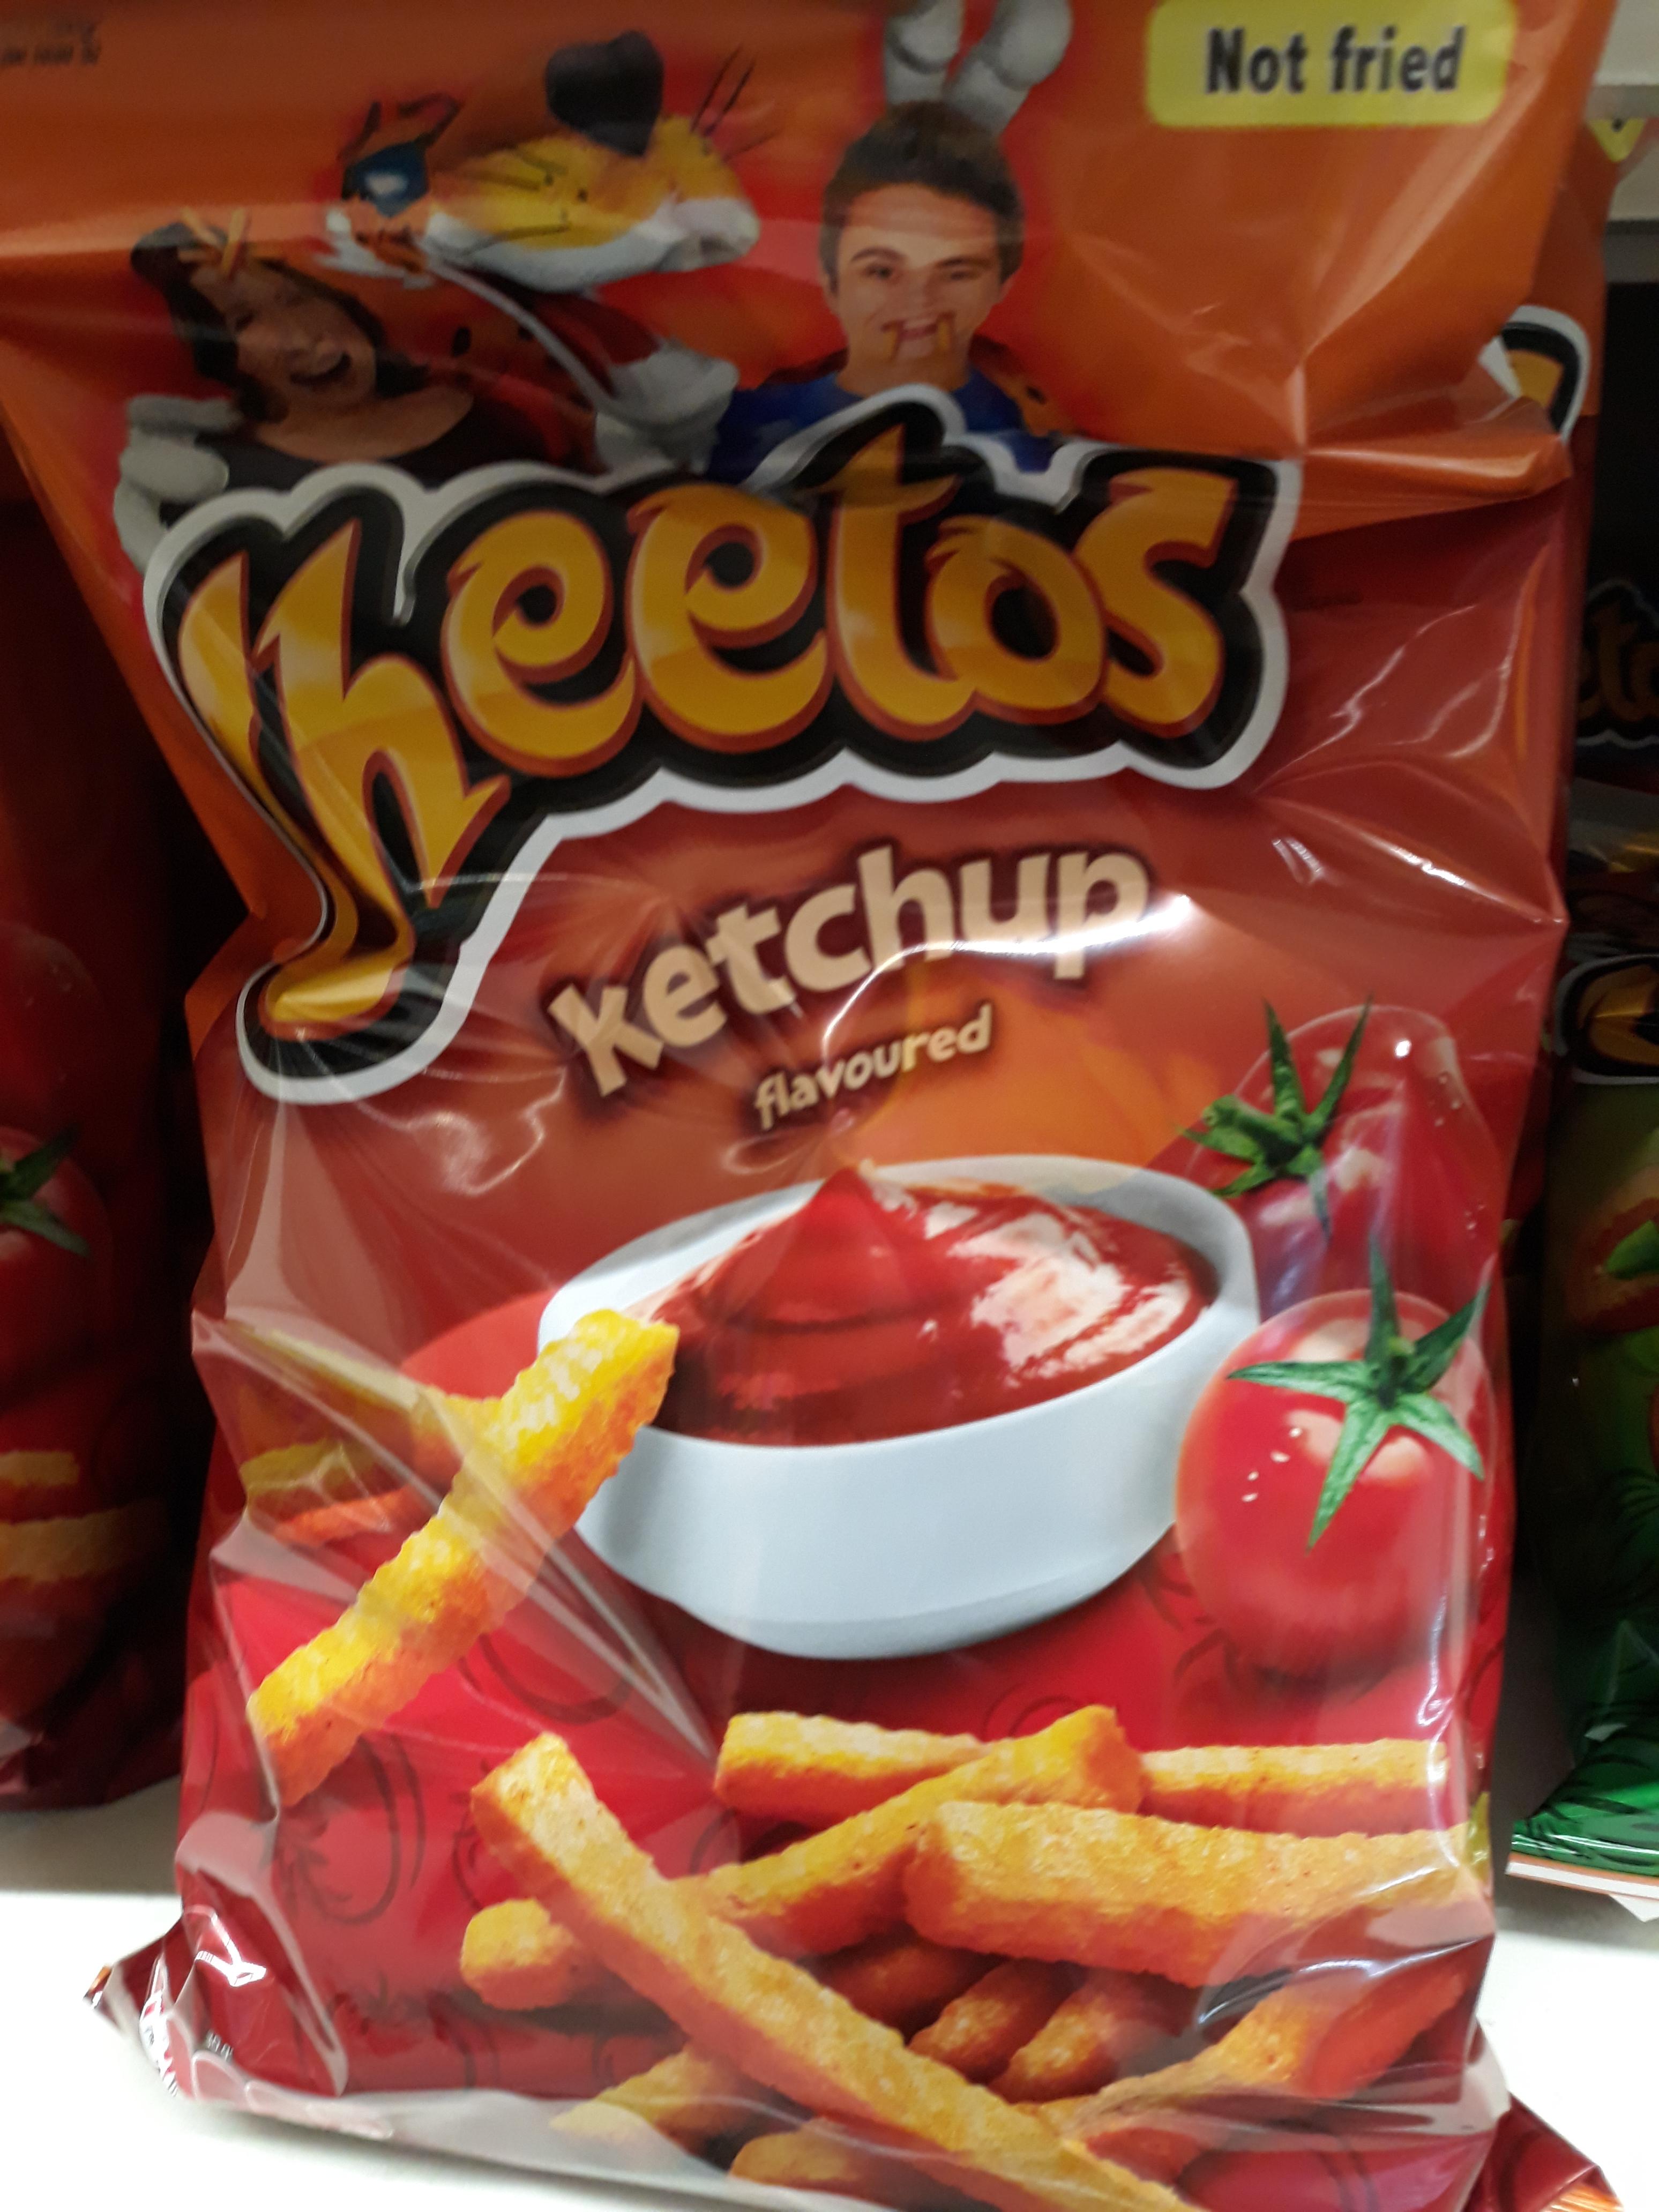 Not fried
Cheetos
ketchup
flavoured